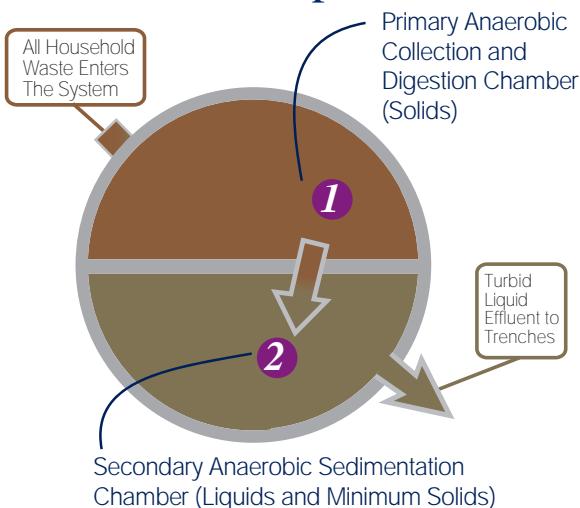 Primary Anaerobic
Collection and
Digestion Chamber
(Solids)
All Household
Waste Enters
The System
1
Turbid
Liquid
Effluent to
Trenches
2
Secondary Anaerobic Sedimentation
Chamber (Liquids and Minimum Solids)